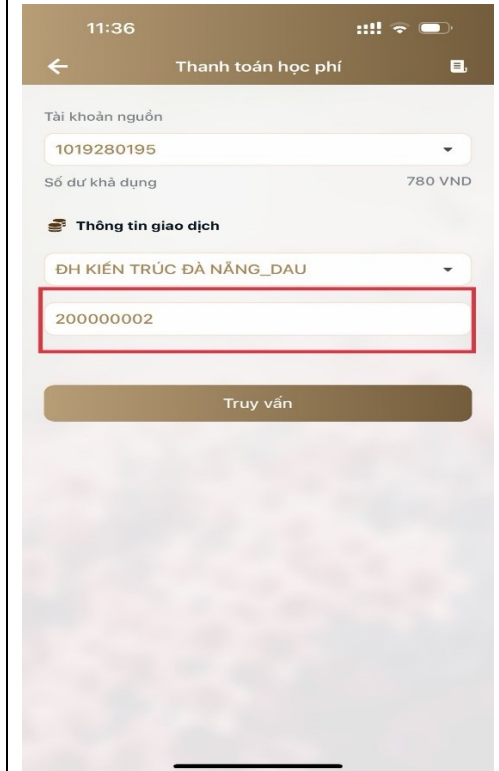 11:36
Thanh toán học phí
Tài khoản nguồn
1019280195
Số dư khả dụng 780 VND
Thông tin giao dịch
ĐH KIẾN TRÚC ĐÀ NẴNG_DAU
200000002
Truy vấn